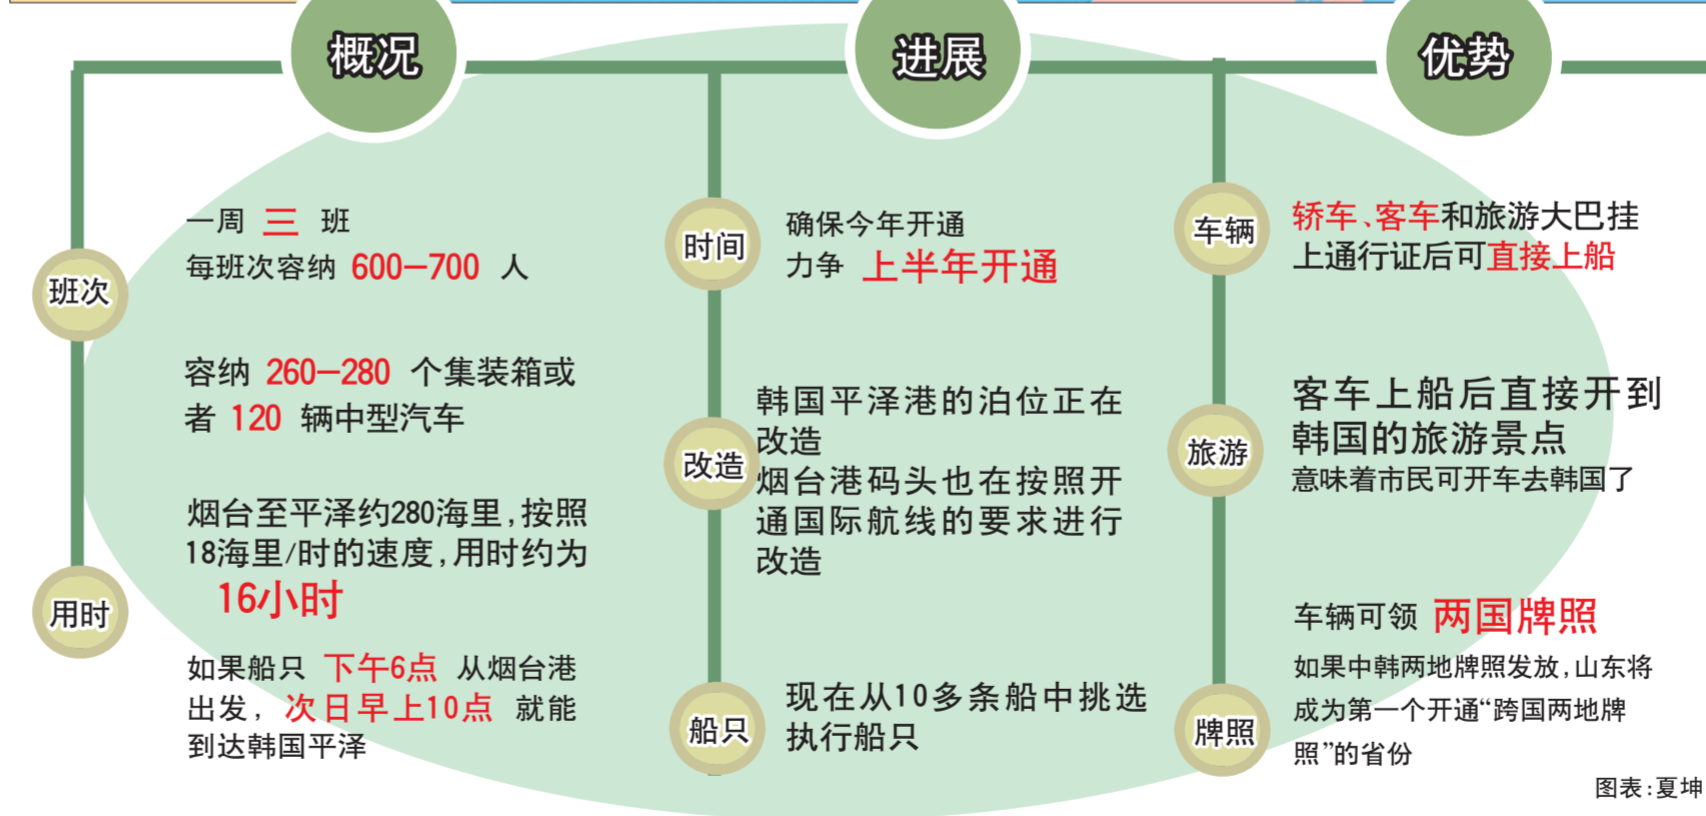 概况
班次
一周 三 班
每班次容纳 600—700 人
容纳 260—280 个集装箱或
者 120 辆中型汽车
用时
烟台至平泽约280海里,按照
18海里/时的速度,用时约为
16小时
如果船只 下午6点 从烟台港
出发, 次日早上10点 就能
到达韩国平泽
进展
时间
确保今年开通
力争 上半年开通
改造
韩国平泽港的泊位正在
改造
烟台港码头也在按照开
通国际航线的要求进行
改造
船只
现在从10多条船中挑选
执行船只
优势
车辆
轿车、客车和旅游大巴挂
上通行证后可直接上船
旅游
客车上船后直接开到
韩国的旅游景点
意味着市民可开车去韩国了
牌照
车辆可领 两国牌照
如果中韩两地牌照发放,山东将
成为第一个开通“跨国两地牌
照”的省份
图表:夏坤